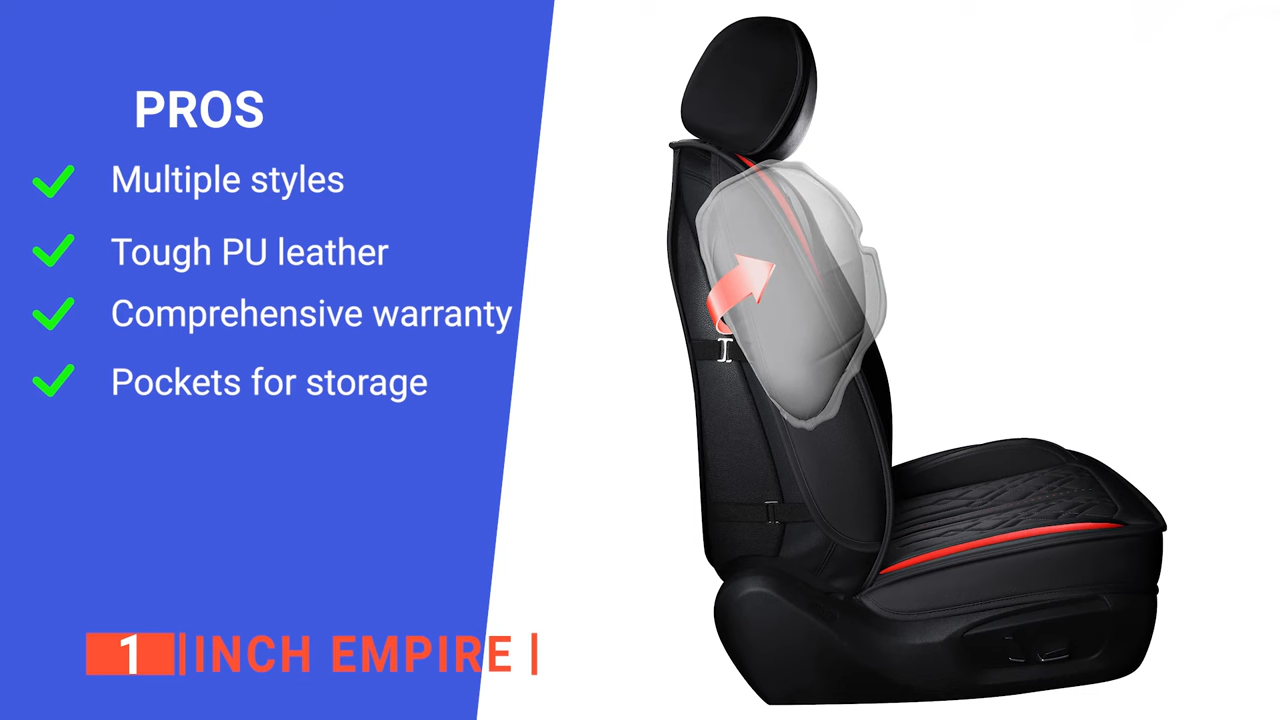 PROS
Multiple styles
Tough PU leather
Comprehensive warranty
Pockets for storage
1 | INCH EMPIRE |